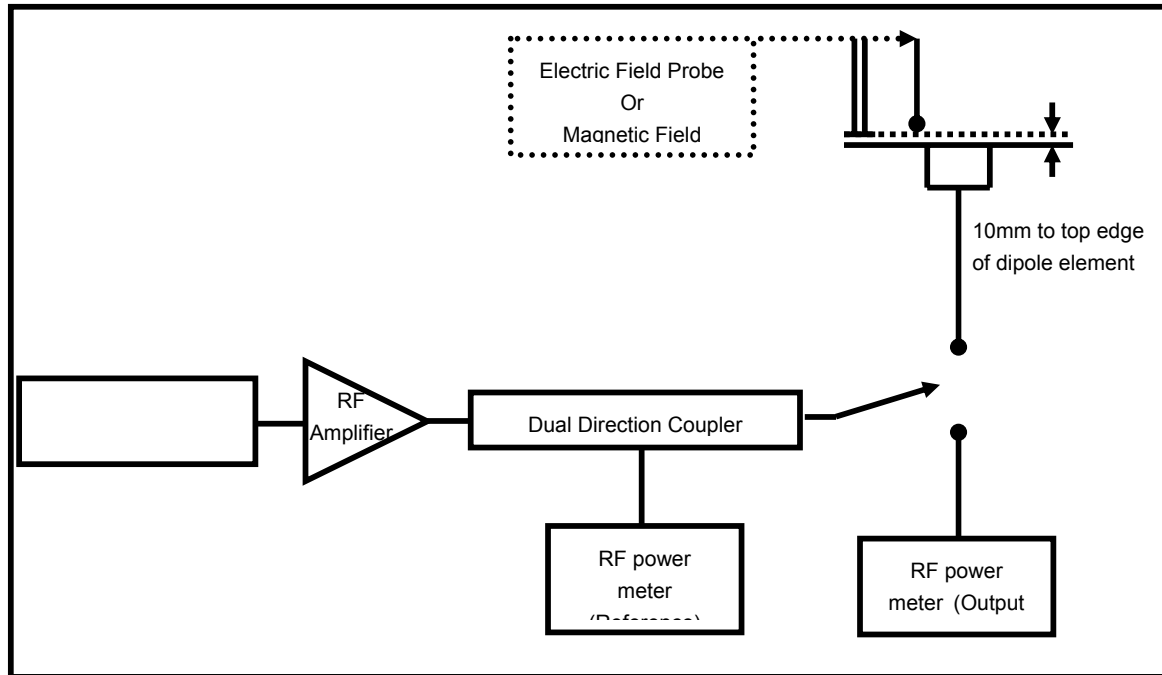 Electric Field Probe
Or
Magnetic Field
10mm to top edge
of dipole element
RF
Amplifier
Dual Direction Coupler
RF power
meter
(Reference)
RF power
meter (Output